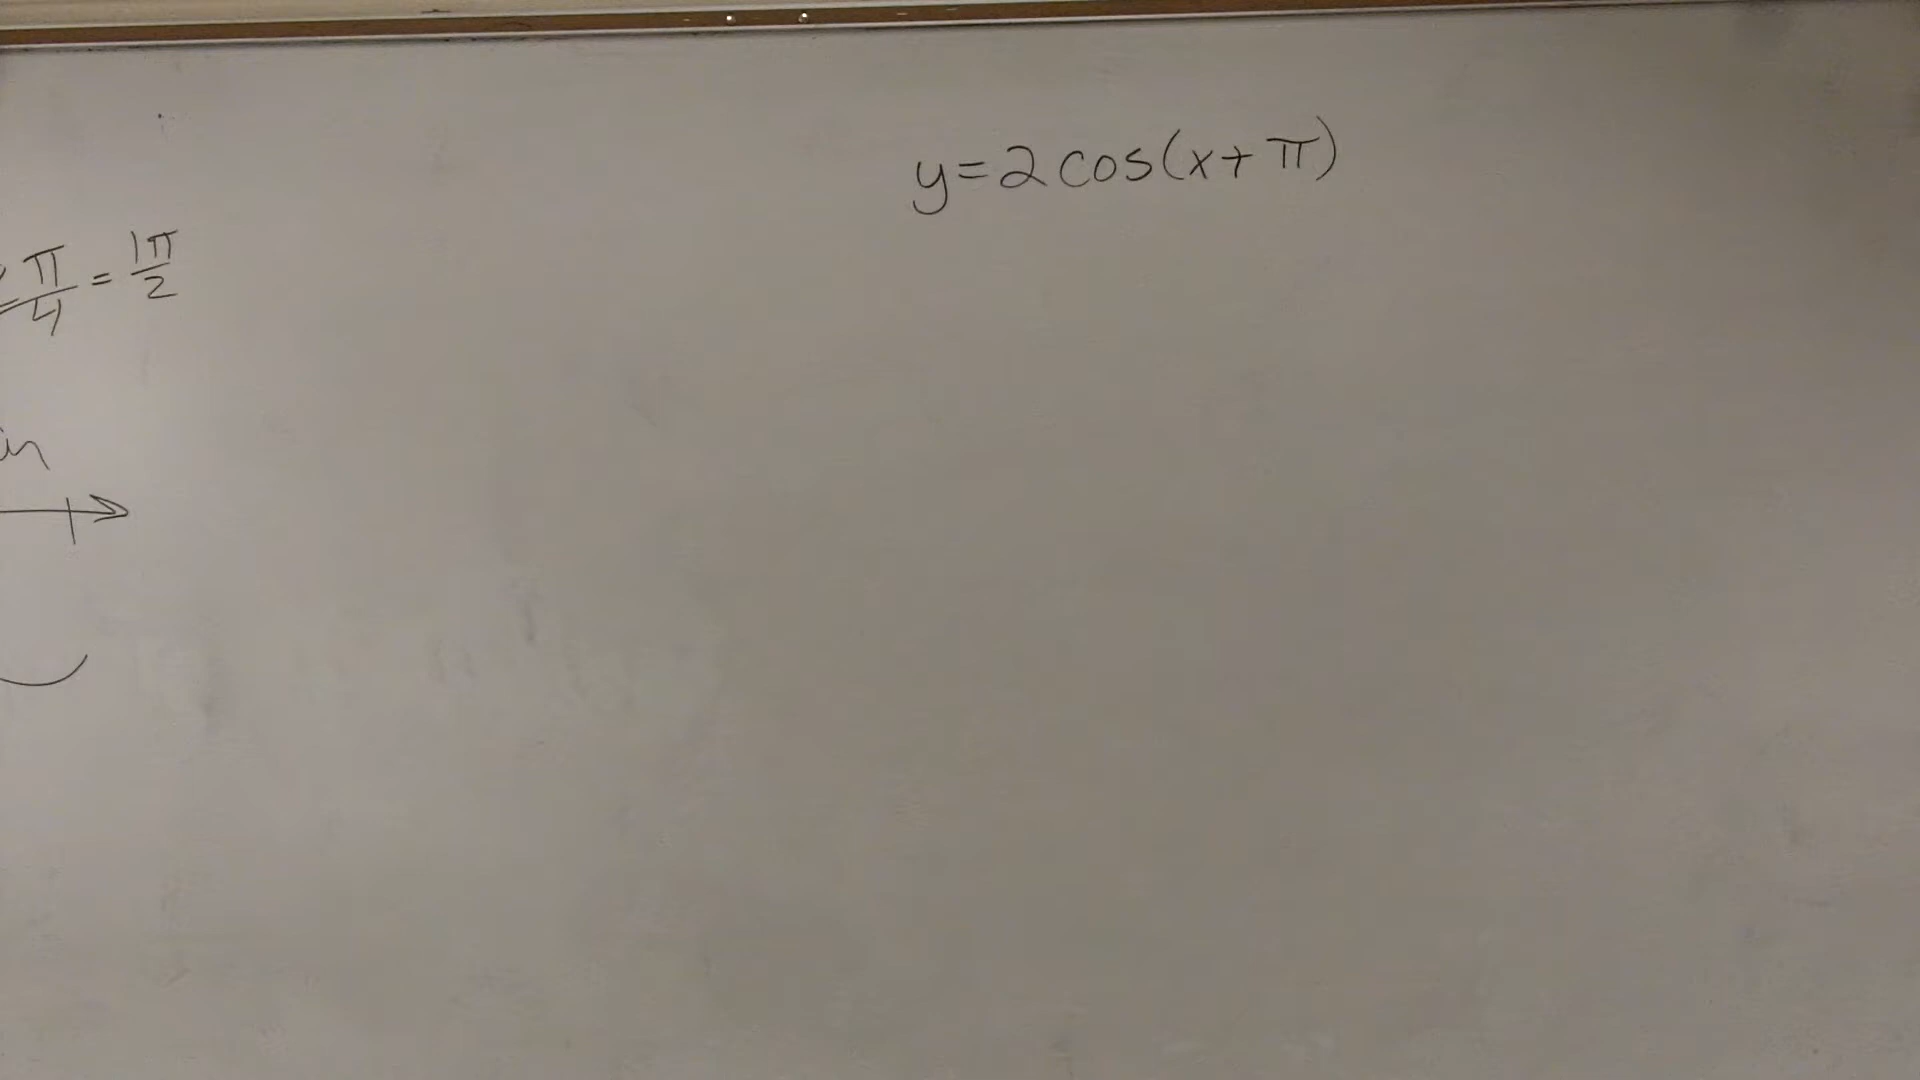 y=2cos(x+π)
π/4 = 1π/2